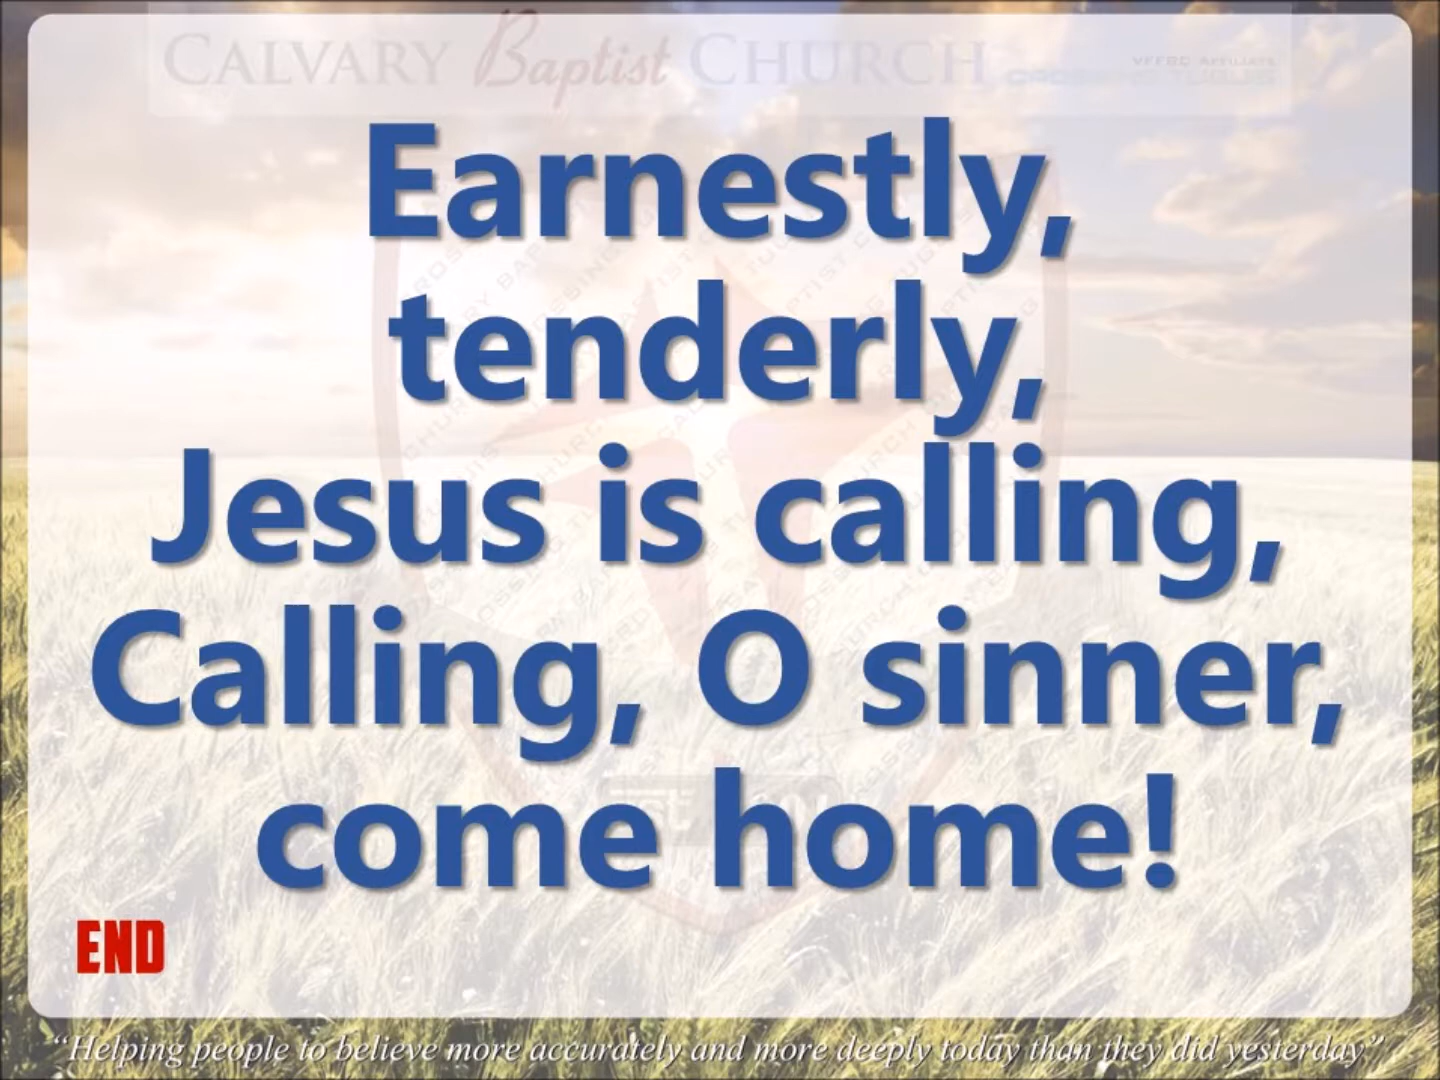 CALVARY Baptist CHURCH
Earnestly,
tenderly,
Jesus is calling,
Calling, O sinner,
come home!
END
“Helping people to believe more accurately and more deeply today than they did yesterday”